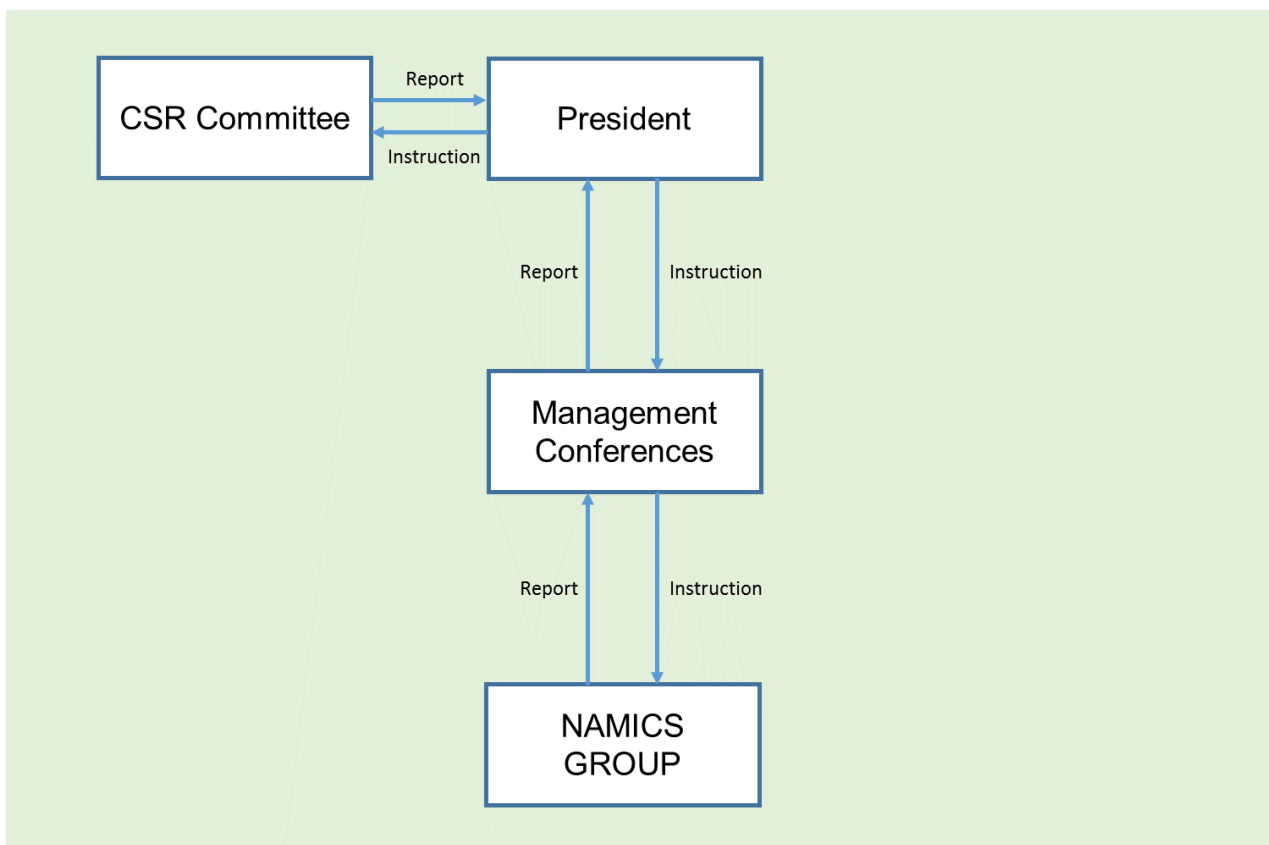 CSR Committee
Report
Instruction
President
Report
Instruction
Management
Conferences
Report
Instruction
NAMICS
GROUP